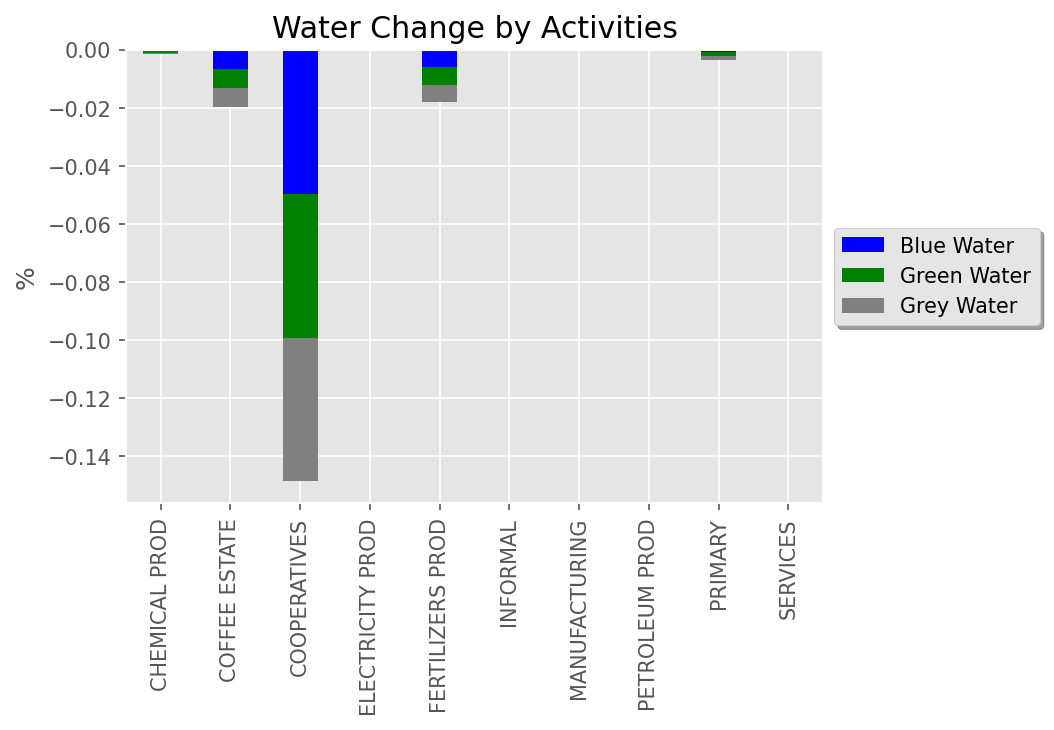 Water Change by Activities
0.00
−0.02
−0.04
−0.06
−0.08
−0.10
−0.12
−0.14
%
Blue Water
Green Water
Grey Water
CHEMICAL PROD
COFFEE ESTATE
COOPERATIVES
ELECTRICITY PROD
FERTILIZERS PROD
INFORMAL
MANUFACTURING
PETROLEUM PROD
PRIMARY
SERVICES